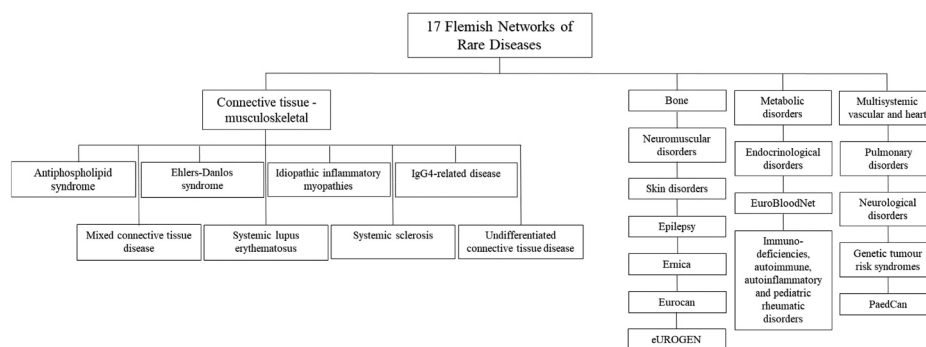 17 Flemish Networks of
Rare Diseases
Connective tissue -
musculoskeletal
Antiphospholipid
syndrome
Ehlers-Danlos
syndrome
Idiopathic inflammatory
myopathies
IgG4-related disease
Mixed connective tissue
disease
Systemic lupus
erythematosus
Systemic sclerosis
Undifferentiated
connective tissue disease
Bone
Neuromuscular
disorders
Skin disorders
Epilepsy
Ernica
Eurocan
eUROGEN
Metabolic
disorders
Endocrinological
disorders
EuroBloodNet
Immuno-
deficiencies,
autoimmune,
autoinflammatory
and pediatric
rheumatic
disorders
Multisystemic
vascular and heart
Pulmonary
disorders
Neurological
disorders
Genetic tumour
risk syndromes
PaedCan